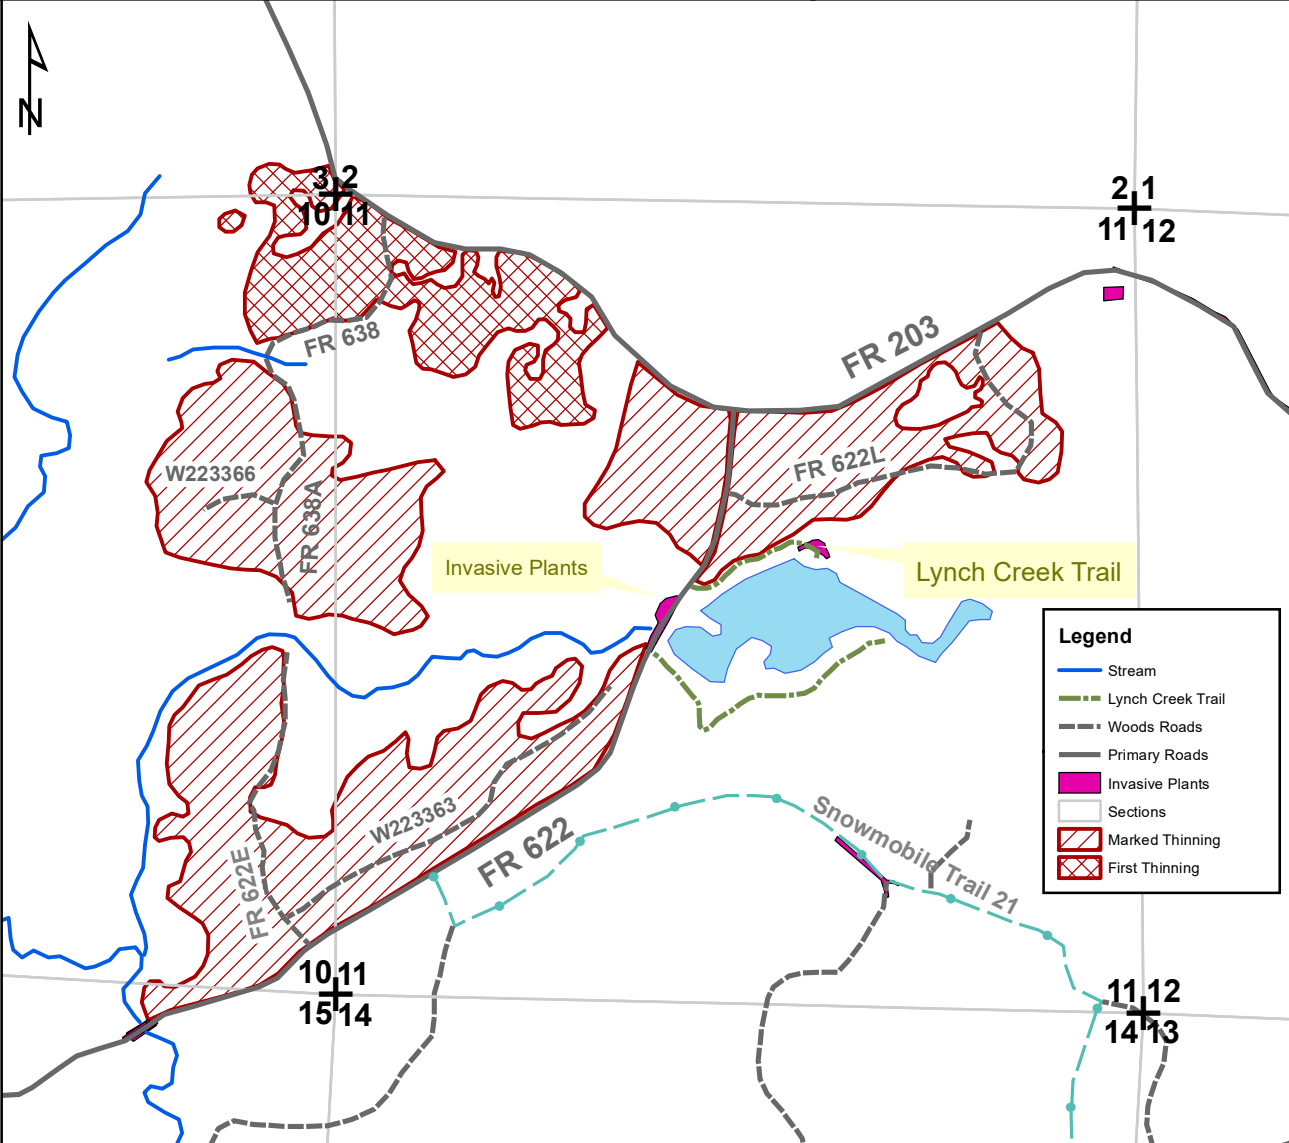 N
3 2
10 11
2 1
11 12
FR 203
FR 638
FR 622L
W223366
FR 638A
Invasive Plants
Lynch Creek Trail
Legend
Stream
Lynch Creek Trail
Woods Roads
Primary Roads
Invasive Plants
Sections
Marked Thinning
First Thinning
W223363
FR 622
FR 622E
Snowmobile Trail 21
10 11
15 14
11 12
14 13